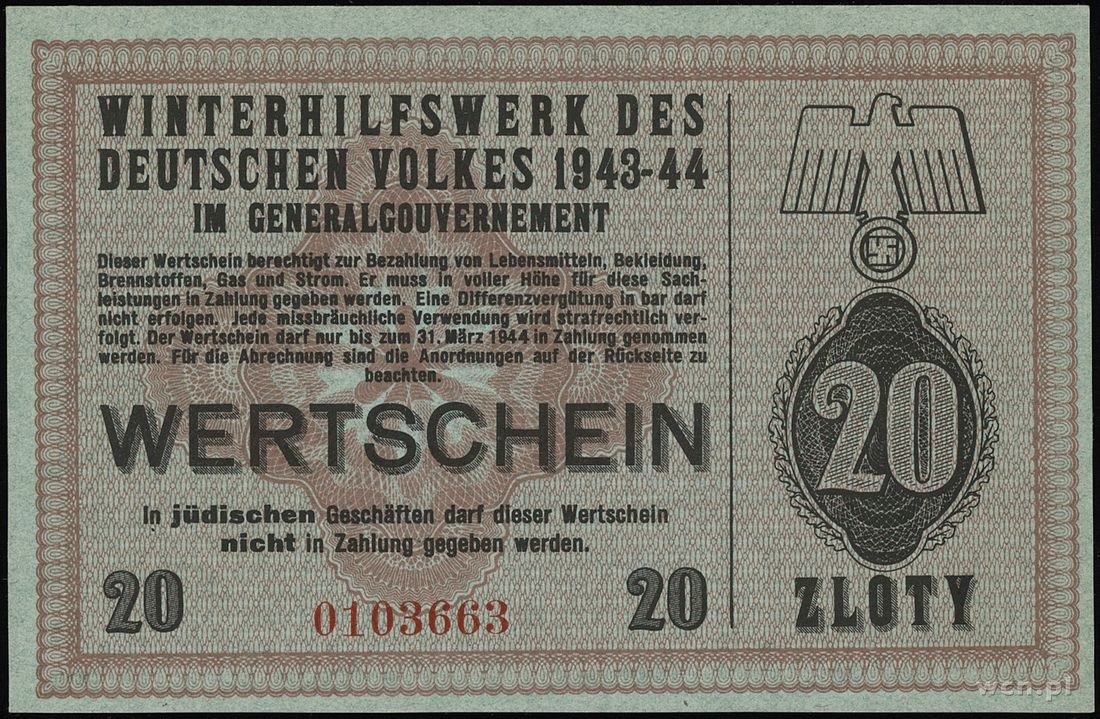 WINTERHILFSWERK DES
DEUTSCHEN VOLKES 1943-44
IM GENERALGOUVERNEMENT
Dieser Wertschein berechtigt zur Bezahlung von Lebensmitteln, Bekleidung,
Brennstoffen, Gas und Strom. Er muss in voller Höhe für diese Sach-
leistungen in Zahlung gegeben werden. Eine Differenzvergütung in bar darf
nicht erfolgen. Jede missbräuchliche Verwendung wird strafrechtlich ver-
folgt. Der Wertschein darf nur bis zum 31. März 1944 in Zahlung genommen
werden. Für die Abrechnung sind die Anordnungen auf der Rückseite zu
beachten.
WERTSCHEIN
In jüdischen Geschäften darf dieser Wertschein
nicht in Zahlung gegeben werden.
20
0103663
20
20
ZLOTY
wcn.pl